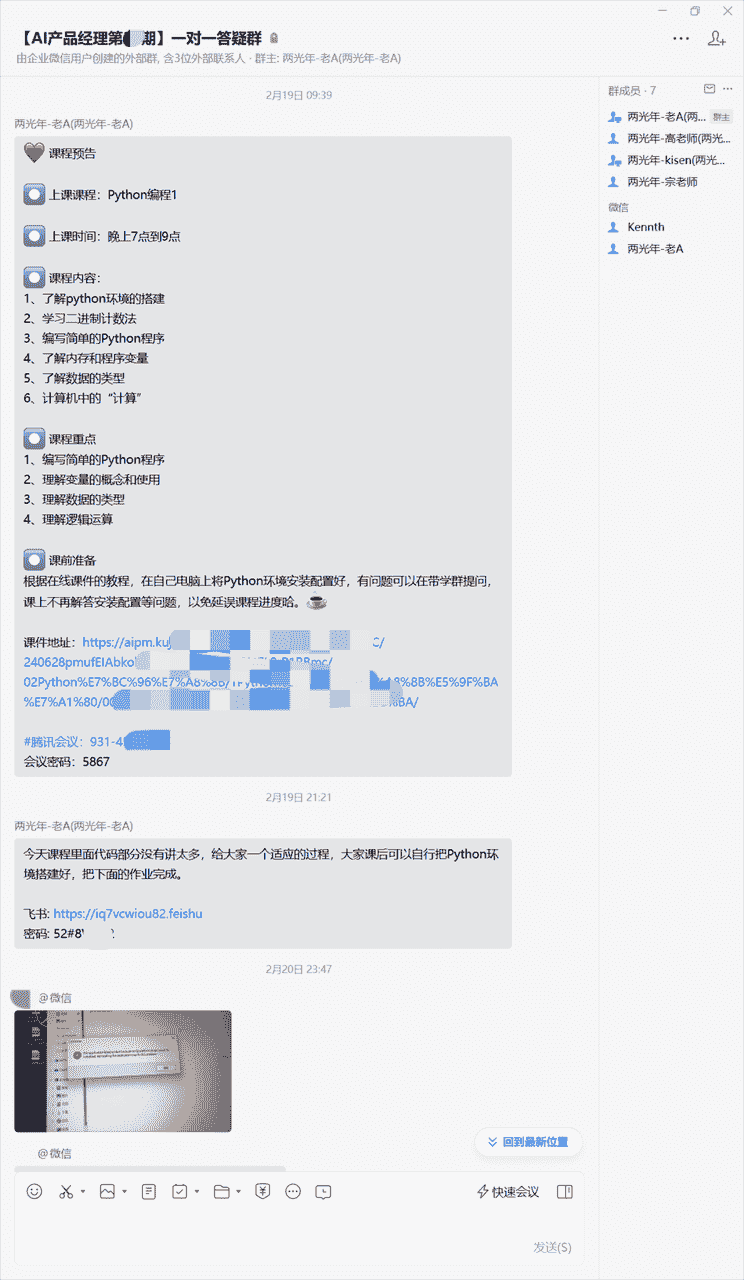 【AI产品经理第 期】一对一答疑群
由企业微信用户创建的外部群, 含3位外部联系人 · 群主: 两光年-老A(两光年-老A)
2月19日 09:39
两光年-老A(两光年-老A)
课程预告
上课课程：Python编程1
上课时间：晚上7点到9点
课程内容：
1、了解python环境的搭建
2、学习二进制计数法
3、编写简单的Python程序
4、了解内存和程序变量
5、了解数据的类型
6、计算机中的“计算”
课程重点
1、编写简单的Python程序
2、理解变量的概念和使用
3、理解数据的类型
4、理解逻辑运算
课前准备
根据在线课件的教程，在自己电脑上将Python环境安装配置好，有问题可以在带学群提问，
课上不再解答安装配置等问题，以免延误课程进度哈。
课件地址：https://aipm.ku C/
240628pmufEIAbko
02Python%E7%BC%96%E7%A8%8B/1Pyth %8B%E5%9F%BA
%E7%A1%80/0 %BA/
#腾讯会议：931-4
会议密码：5867
2月19日 21:21
两光年-老A(两光年-老A)
今天课程里面代码部分没有讲太多，给大家一个适应的过程，大家课后可以自行把Python环
境搭建好，把下面的作业完成。
飞书: https://iq7vcwiou82.feishu
密码: 52#8
2月20日 23:47
@微信
@微信
回到最新位置
快速会议
发送(S)
群成员 · 7
两光年-老A(两... 群主
两光年-高老师(两光...
两光年-kisen(两光...
两光年-宗老师
微信
Kennth
两光年-老A